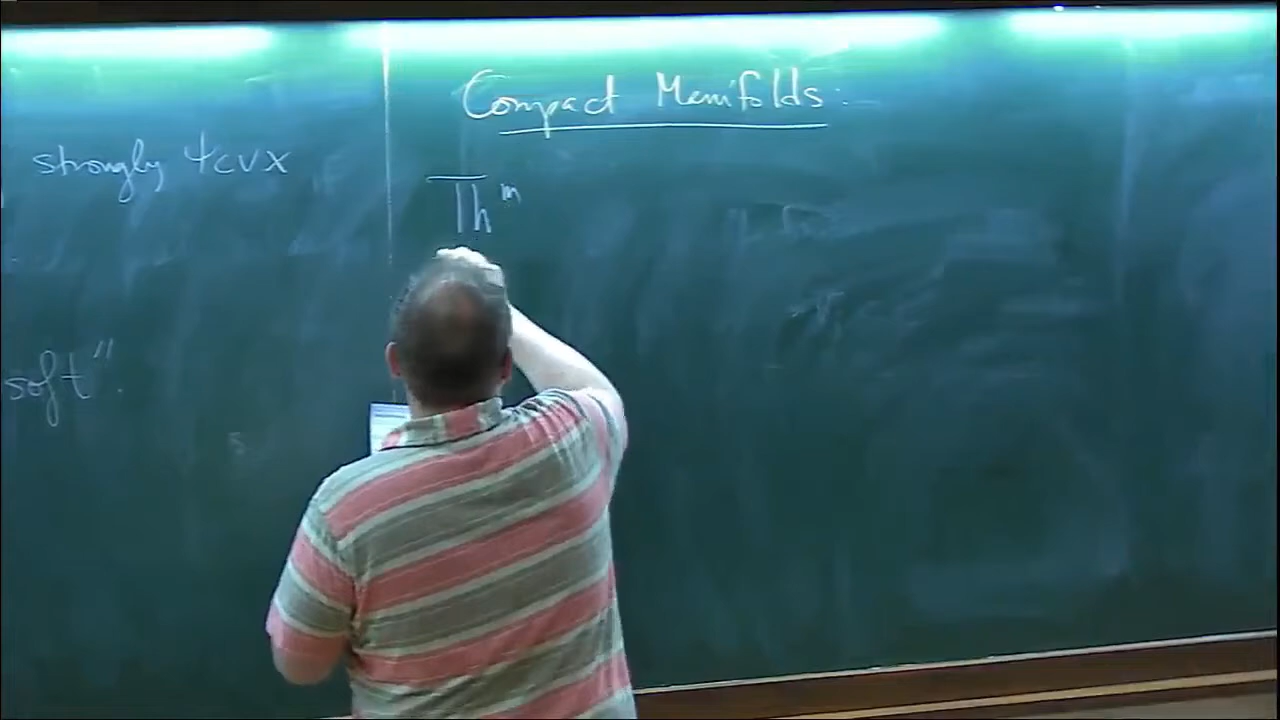 strongly ψcvx
soft".
Compact Manifolds:
Thᵐ